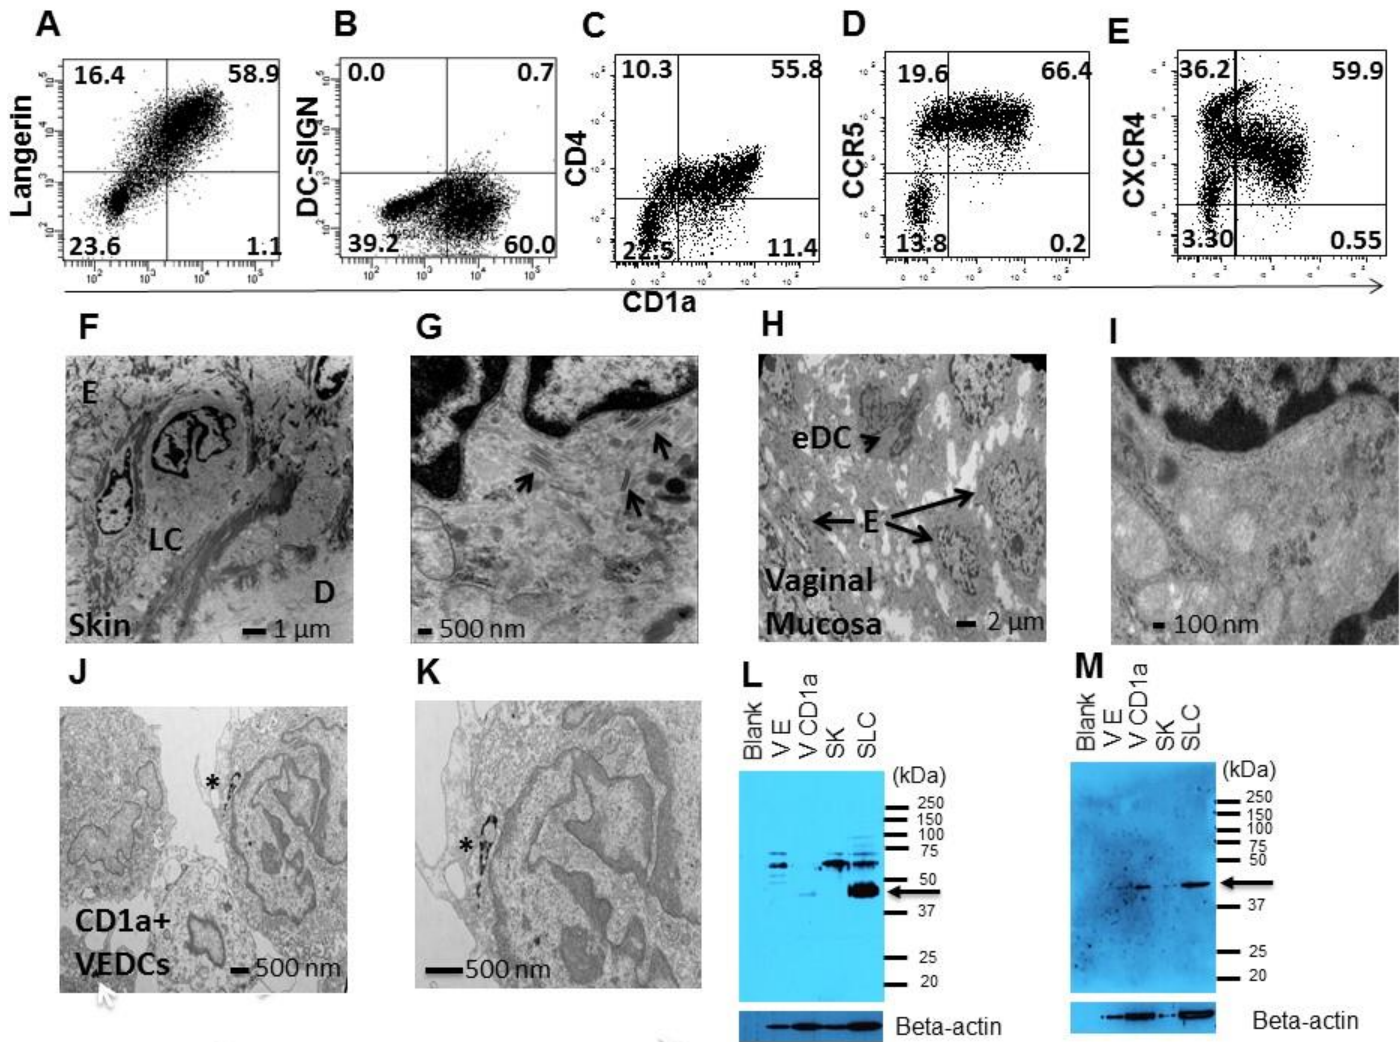 A
B
C
D
E
16.4
58.9
Langerin
23.6
1.1
0.0
0.7
DC-SIGN
39.2
60.0
10.3
55.8
CD4
22.5
11.4
19.6
66.4
CCR5
13.8
0.2
36.2
59.9
CXCR4
3.30
0.55
CD1a
F
G
H
I
E
LC
D
Skin
1 µm
500 nm
eDC
E
Vaginal
Mucosa
2 µm
100 nm
J
K
L
M
*
CD1a+
VEDCs
500 nm
*
500 nm
Blank
V E
V CD1a
SK
SLC
(kDa)
250
150
100
75
50
37
25
20
Beta-actin
Blank
V E
V CD1a
SK
SLC
(kDa)
250
150
100
75
50
37
25
20
Beta-actin